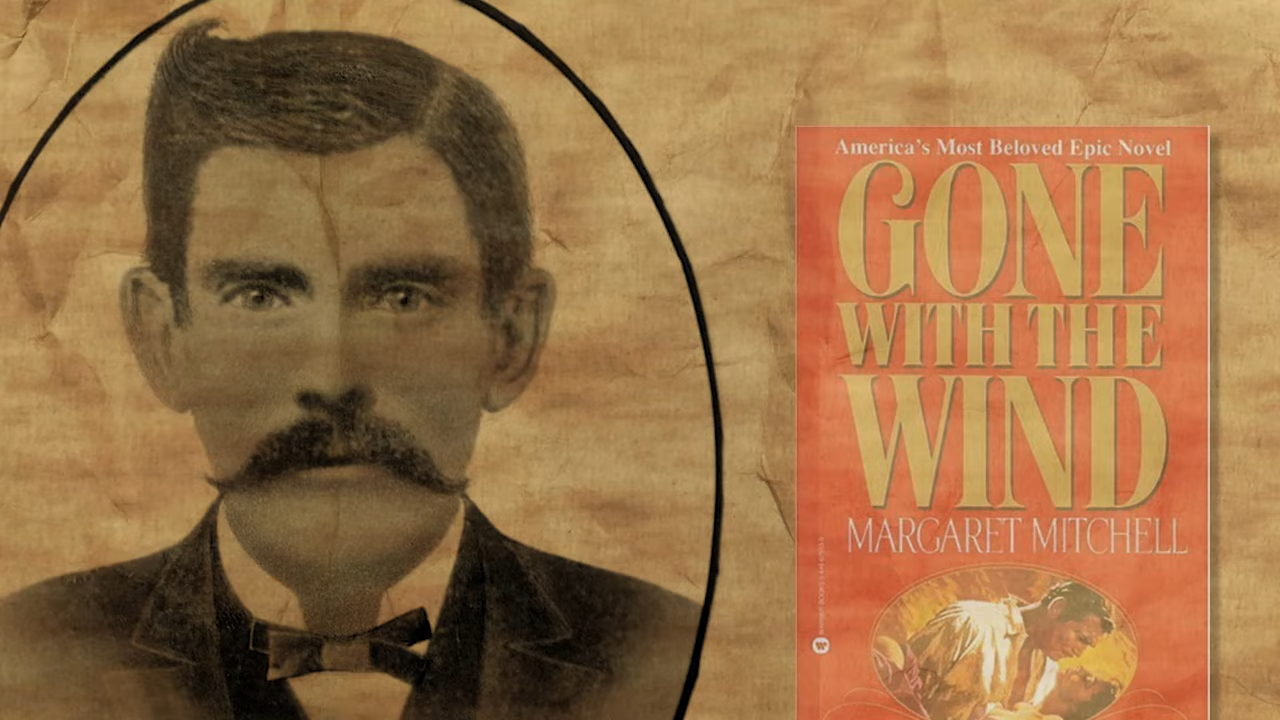 America's Most Beloved Epic Novel
GONE
WITH THE
WIND
MARGARET MITCHELL